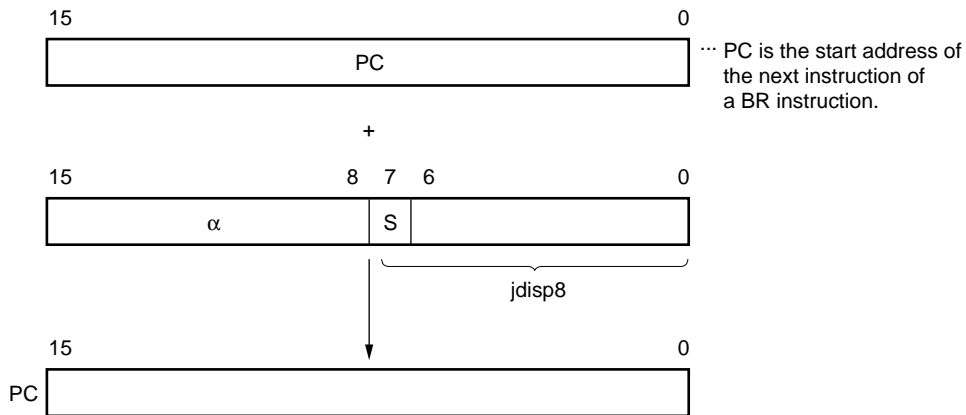 15 0
PC
... PC is the start address of
the next instruction of
a BR instruction.
+
15 8 7 6 0
α S
jdisp8
15 0
PC